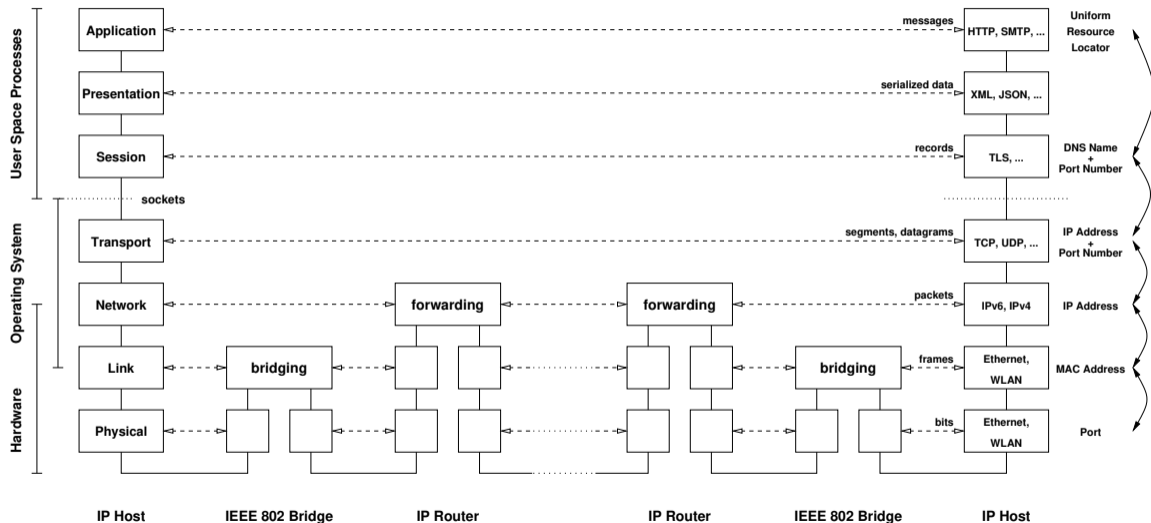 messages
Uniform
Application
HTTP, SMTP, ...
Resource
Locator
serialized data
Presentation
XML, JSON, ...
User Space Processes
records
DNS Name
Session
TLS, ...
+
Port Number
sockets
segments, datagrams
IP Address
Transport
TCP, UDP, ...
+
Port Number
Operating System
packets
Network
forwarding
forwarding
IPv6, IPv4
IP Address
frames
Ethernet,
Link
bridging
bridging
WLAN
MAC Address
Hardware
bits
Ethernet,
Physical
WLAN
Port
IP Host
IEEE 802 Bridge
IP Router
IP Router
IEEE 802 Bridge
IP Host